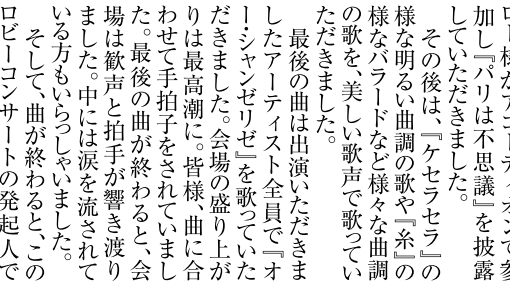 ロー様がアコーディオンで参
加し『パリは不思議』を披露
していただきました。
その後は、『ケセラセラ』の
様な明るい曲調の歌や『糸』の
様なバラードなど様々な曲調
の歌を、美しい歌声で歌ってい
ただきました。
最後の曲は出演いただきま
したアーティスト全員で『オ
ー・シャンゼリゼ』を歌っていた
だきました。会場の盛り上が
りは最高潮に。皆様、曲に合
わせて手拍子をされていまし
た。最後の曲が終わると、会
場は歓声と拍手が響き渡り
ました。中には涙を流されて
いる方もいらっしゃいました。
そして、曲が終わると、この
ロビーコンサートの発起人で